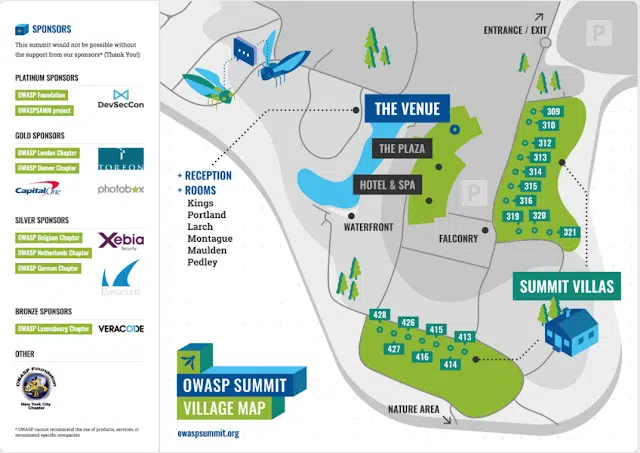 SPONSORS
This summit would not be possible without
the support from our sponsors* (Thank You!):
PLATINUM SPONSORS
OWASP Foundation
OWASPSAMM project
DevSecCon
GOLD SPONSORS
OWASP London Chapter
OWASP Denver Chapter
TOREON
Capital One
photobox
SILVER SPONSORS
OWASP Belgium Chapter
OWASP Netherlands Chapter
OWASP German Chapter
Xebia
Security
Barracuda
BRONZE SPONSORS
OWASP Luxembourg Chapter
VERACODE
OTHER
OWASP Foundation
New York City
Chapter
* OWASP cannot recommend the use of products, services, or
recommend specific companies
ENTRANCE / EXIT
P
THE VENUE
THE PLAZA
HOTEL & SPA
P
WATERFRONT
FALCONRY
+ RECEPTION
+ ROOMS
Kings
Portland
Larch
Montague
Maulden
Pedley
309
310
312
313
314
315
316
319
320
321
SUMMIT VILLAS
428
426
415
413
427
416
414
NATURE AREA
OWASP SUMMIT
VILLAGE MAP
owaspsummit.org